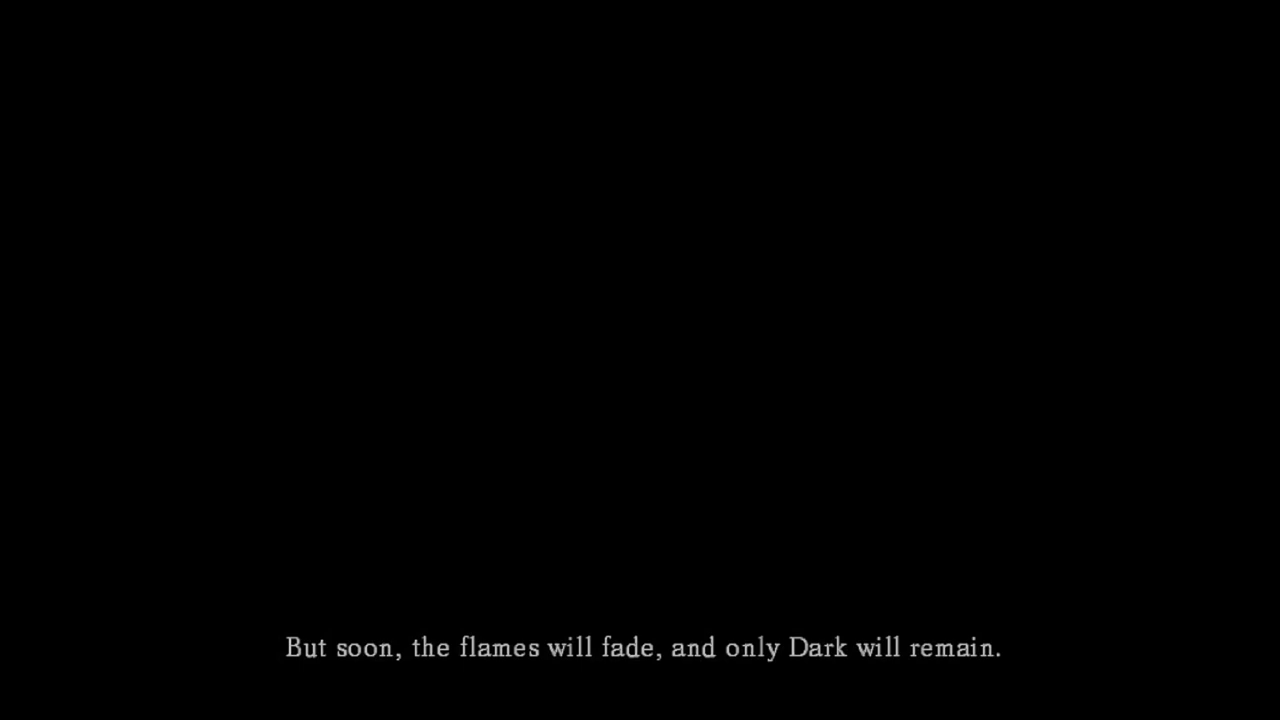 But soon, the flames will fade, and only Dark will remain.